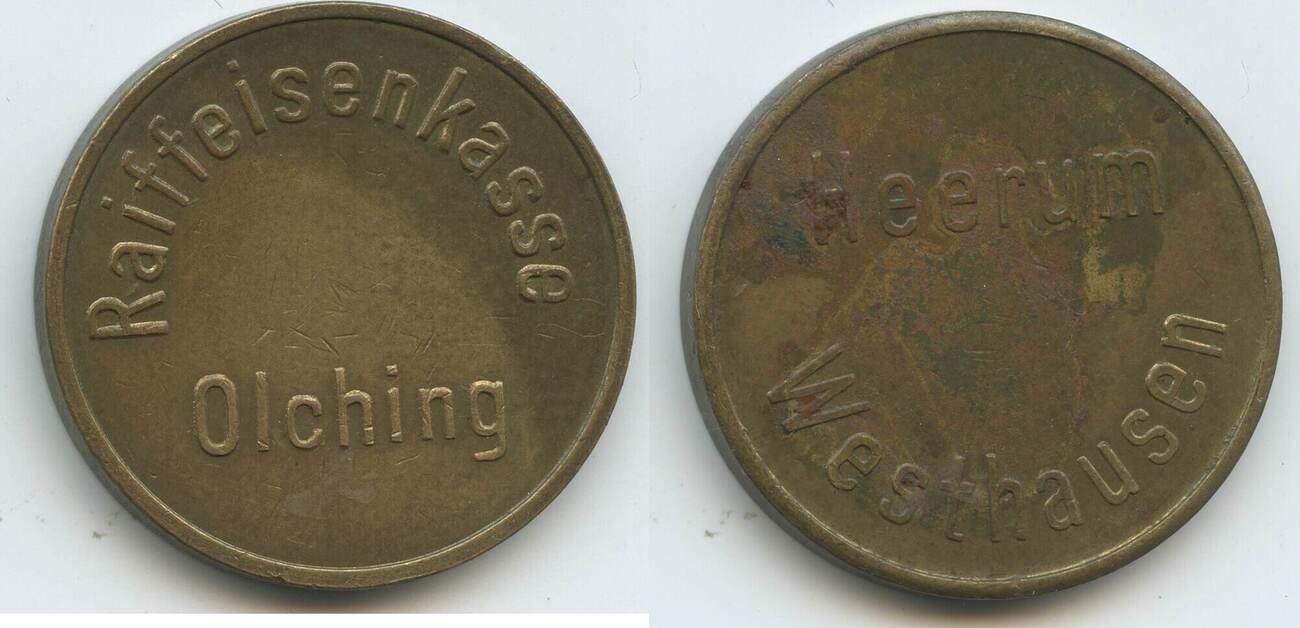 Raiffeisenkasse
Olching
Heerum
Westhausen